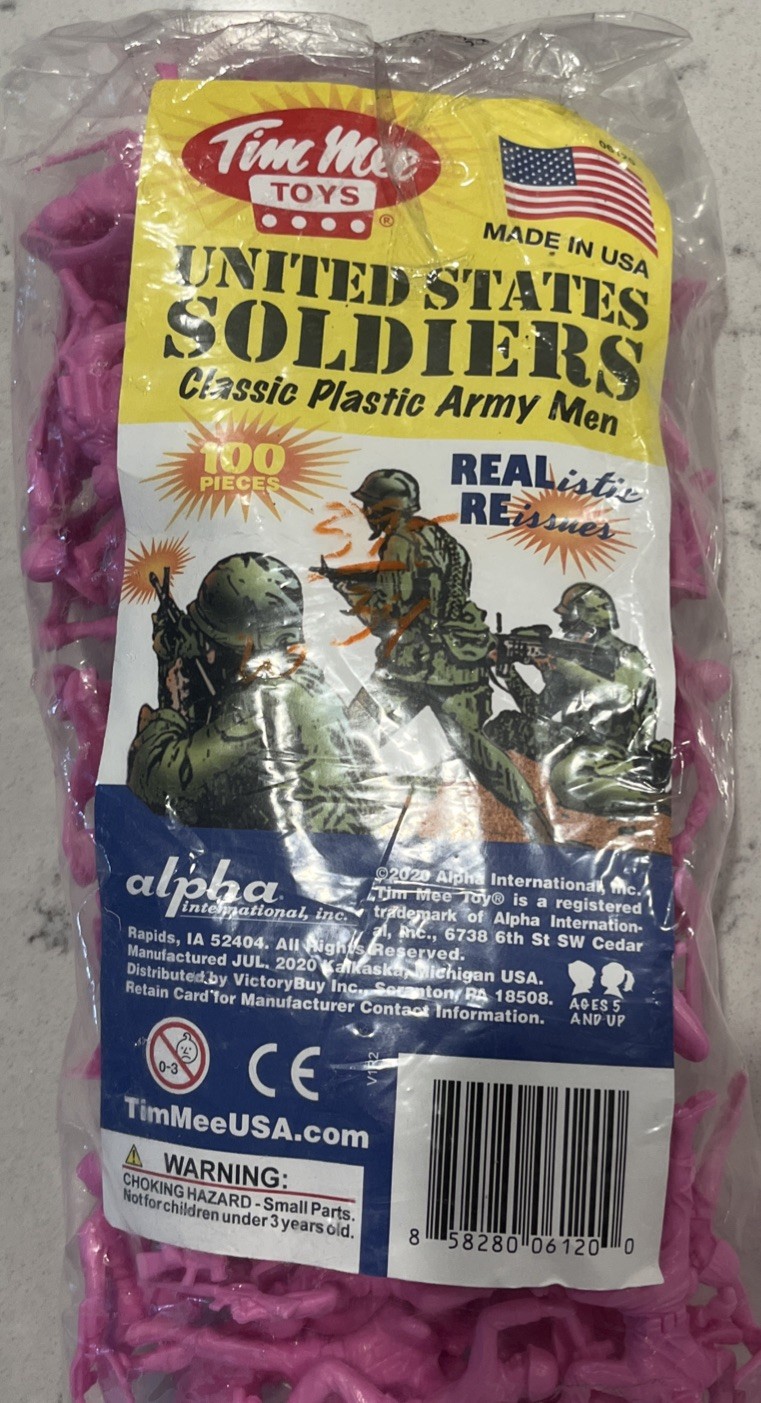 Tim Mee
TOYS
®
MADE IN USA
UNITED STATES
SOLDIERS
Classic Plastic Army Men
100
PIECES
REAListic
REissues
alpha
international, inc.
©2020 Alpha International, Inc.
Tim Mee Toy® is a registered
trademark of Alpha Internation-
al, Inc., 6738 6th St SW Cedar
Rapids, IA 52404. All Rights Reserved.
Manufactured JUL. 2020 Kalkaska, Michigan USA.
Distributed by VictoryBuy Inc., Scranton, PA 18508.
Retain Card for Manufacturer Contact Information.
AGES 5
AND UP
0-3
CE
V1R2
TimMeeUSA.com
WARNING:
CHOKING HAZARD - Small Parts.
Not for children under 3 years old.
8 58280 06120 0